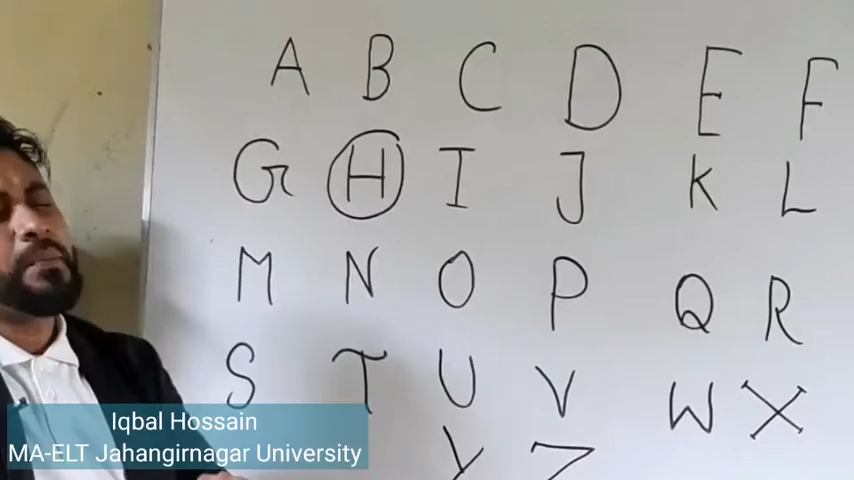 A B C D E F
G H I J K L
M N O P Q R
S T U V W X
Y Z
Iqbal Hossain
MA-ELT Jahangirnagar University